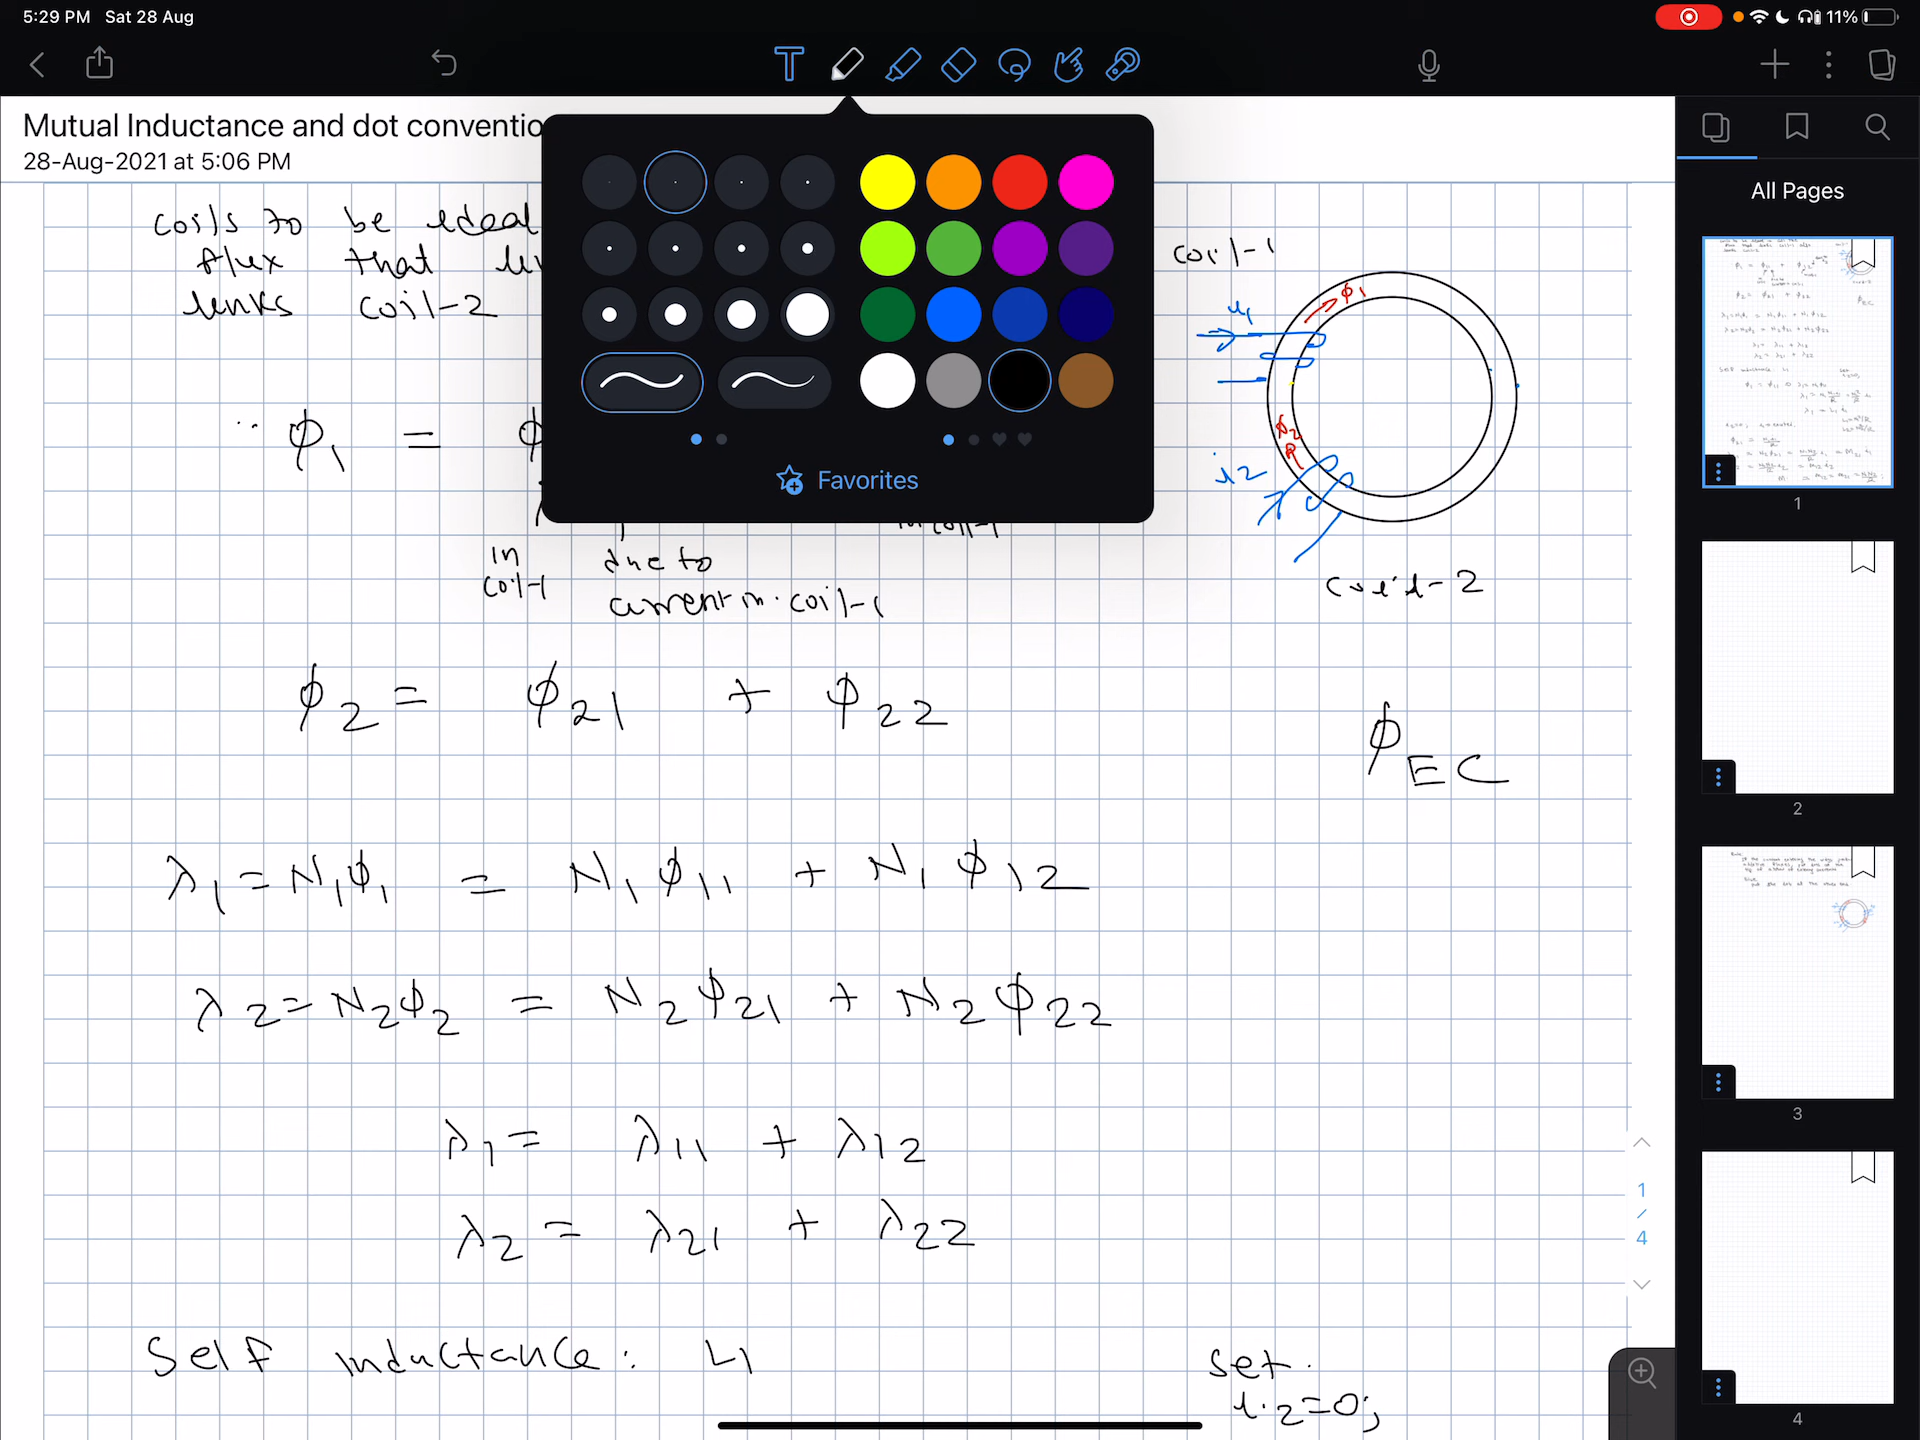 5:29 PM Sat 28 Aug
11%
T
Mutual Inductance and dot conventio
28-Aug-2021 at 5:06 PM
All Pages
coils to be ideal
flux that
links coil-2
coil-1
i1
ϕ1
ϕ2
i2
∵ ϕ1 = ϕ
Favorites
in coil-1
in
coil-1
due to
current in coil-1
coil-2
ϕ2 = ϕ21 + ϕ22
ϕEC
λ1 = N1ϕ1 = N1ϕ11 + N1ϕ12
λ2 = N2ϕ2 = N2ϕ21 + N2ϕ22
λ1 = λ11 + λ12
λ2 = λ21 + λ22
Self inductance: L1
set
i2=0;
1
/
4
1
2
3
4